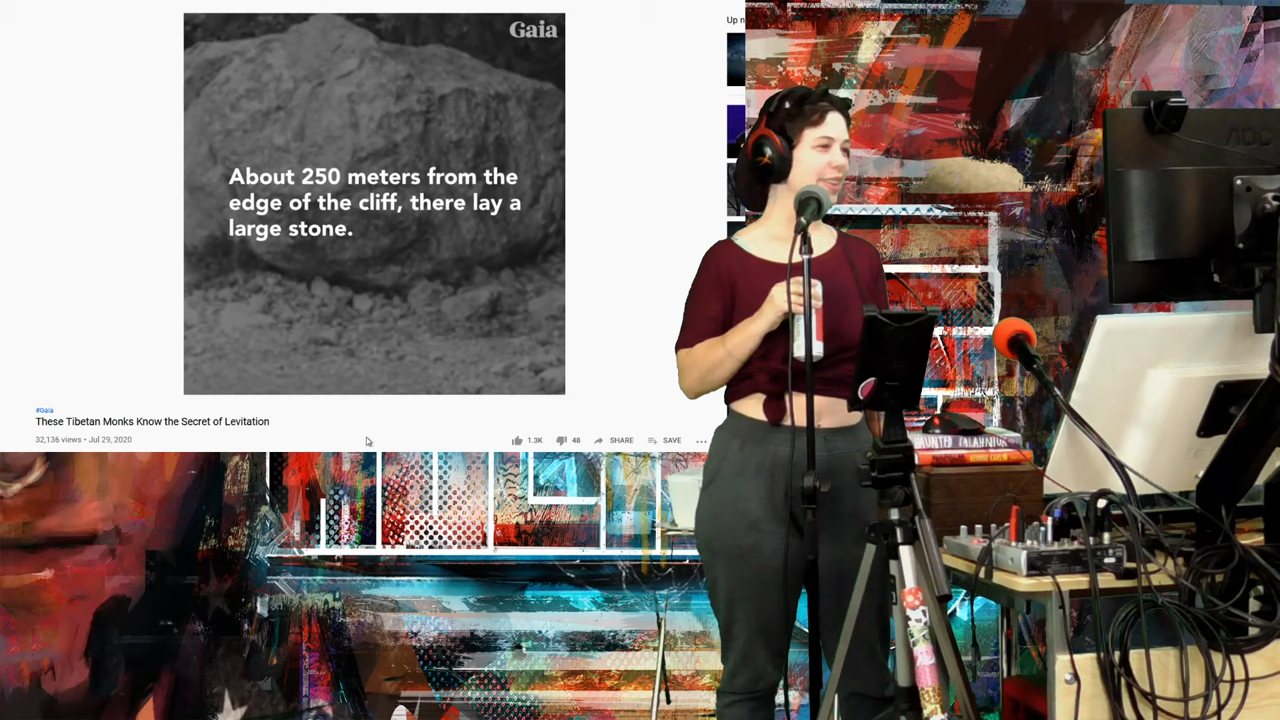 Gaia
Up n
About 250 meters from the
edge of the cliff, there lay a
large stone.
#Gaia
These Tibetan Monks Know the Secret of Levitation
32,136 views • Jul 29, 2020
1.3K
48
SHARE
SAVE
AOC
HAUNTED